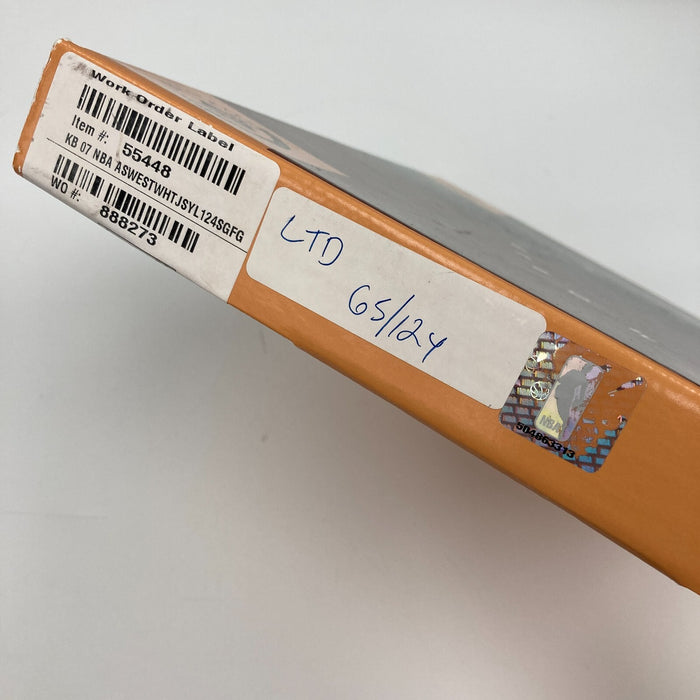 Work Order Label
Item #: 55448
KB 07 NBA ASWESTWHTJSYL124SGFG
WO #: 888273
LTD
65/124
NBA
504863313